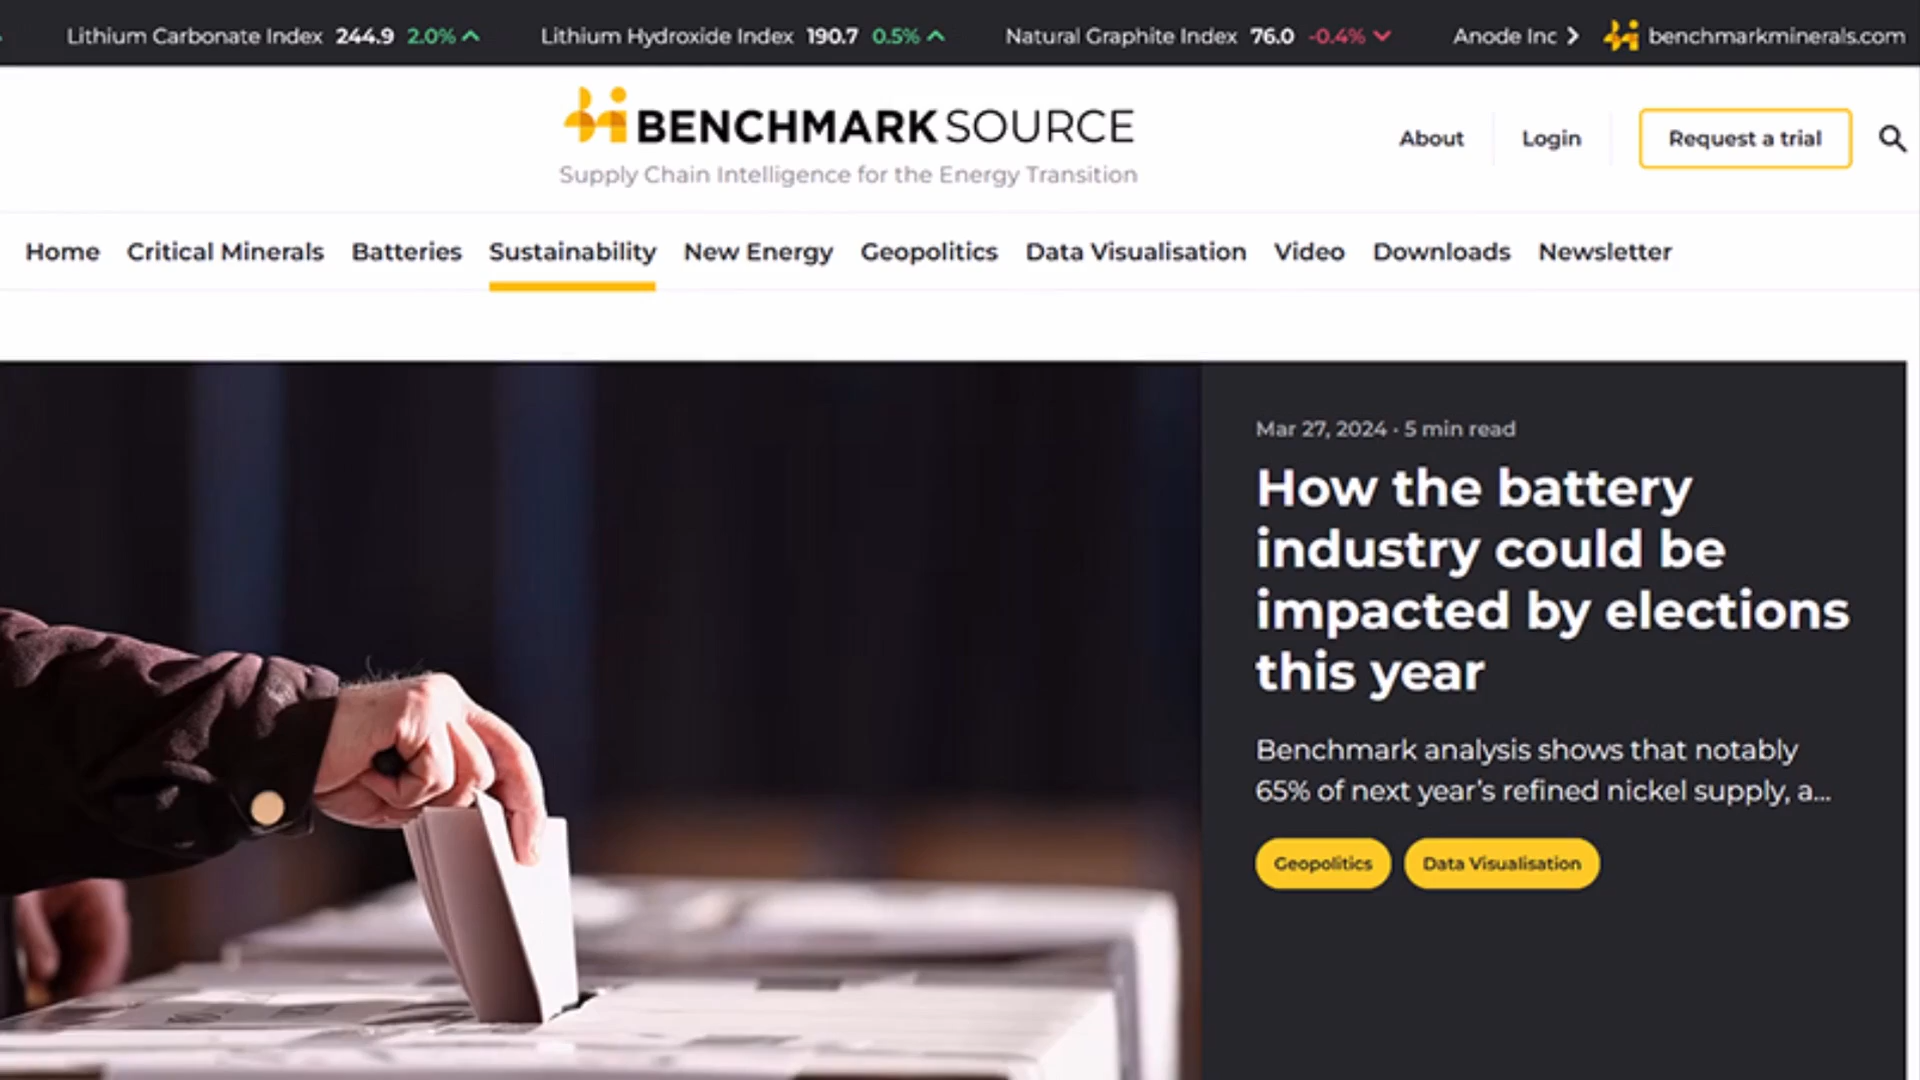 Lithium Carbonate Index 244.9 2.0% Lithium Hydroxide Index 190.7 0.5% Natural Graphite Index 76.0 -0.4% Anode Inc benchmarkminerals.com
BENCHMARK SOURCE
Supply Chain Intelligence for the Energy Transition
About Login Request a trial
Home Critical Minerals Batteries Sustainability New Energy Geopolitics Data Visualisation Video Downloads Newsletter
Mar 27, 2024 · 5 min read
How the battery
industry could be
impacted by elections
this year
Benchmark analysis shows that notably
65% of next year’s refined nickel supply, a...
Geopolitics Data Visualisation